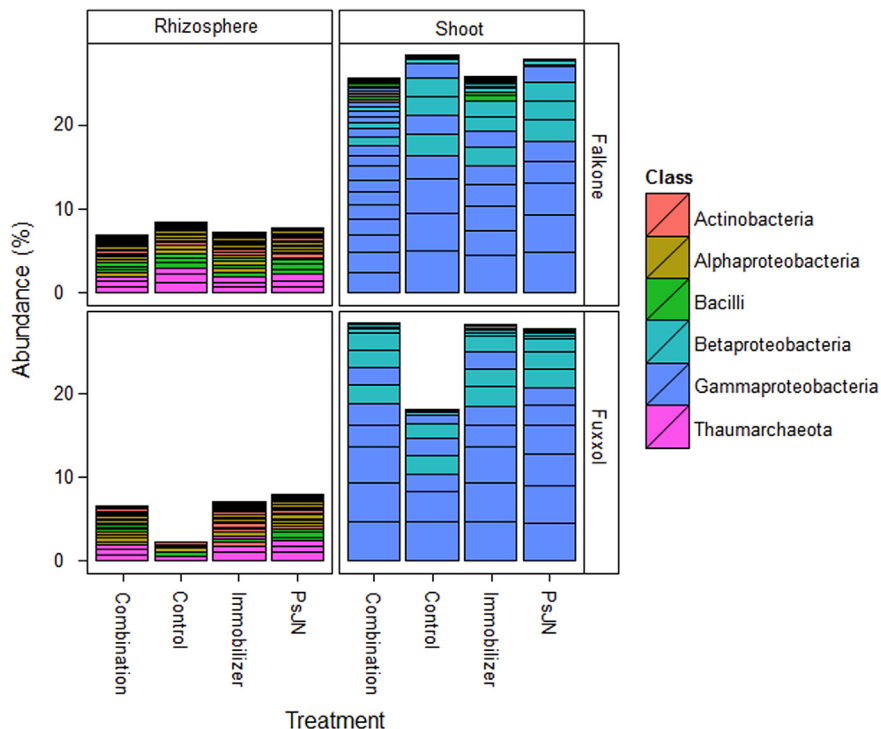 Rhizosphere
Shoot
20
10
0
Falkone
20
10
0
Fuxxol
Abundance (%)
Combination
Control
Immobilizer
PsJN
Combination
Control
Immobilizer
PsJN
Treatment
Class
Actinobacteria
Alphaproteobacteria
Bacilli
Betaproteobacteria
Gammaproteobacteria
Thaumarchaeota